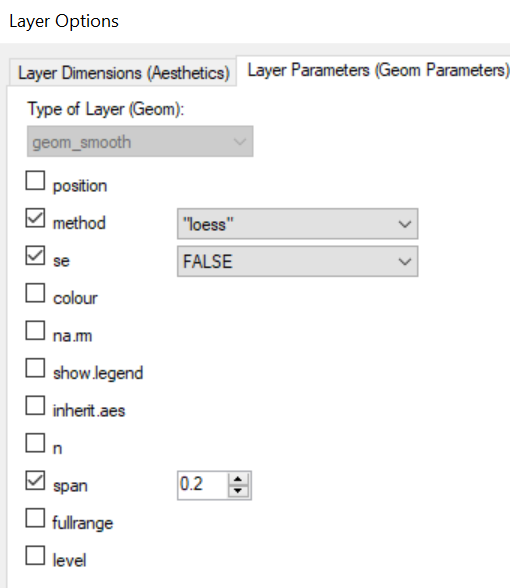 Layer Options
Layer Dimensions (Aesthetics) Layer Parameters (Geom Parameters)
Type of Layer (Geom):
geom_smooth
position
method "loess"
se FALSE
colour
na.rm
show.legend
inherit.aes
n
span 0.2
fullrange
level